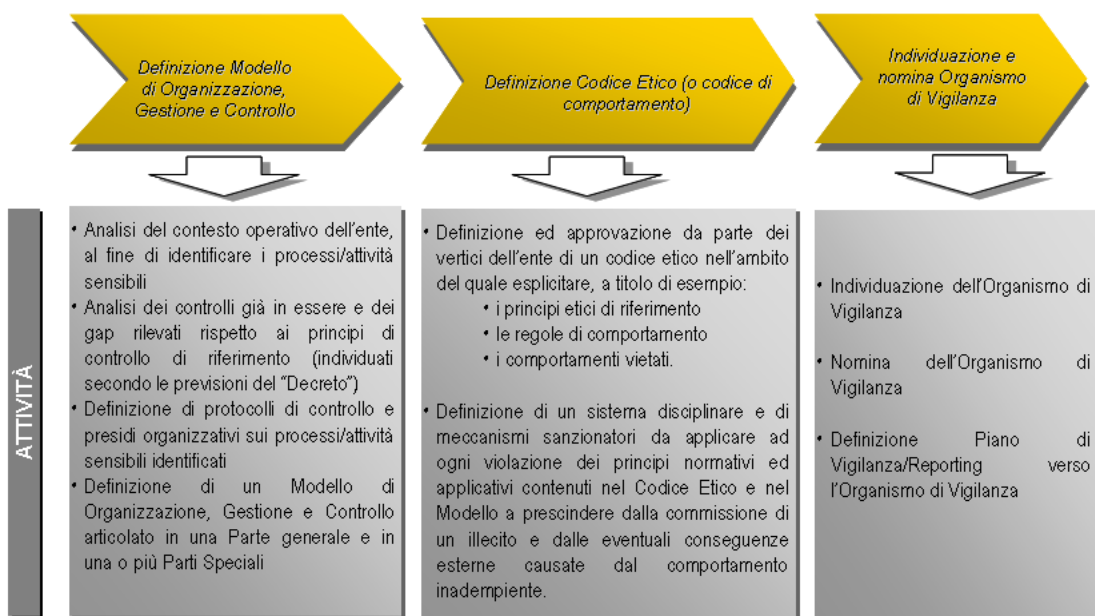 Definizione Modello
di Organizzazione,
Gestione e Controllo
Definizione Codice Etico (o codice di
comportamento)
Individuazione e
nomina Organismo
di Vigilanza
ATTIVITÀ
• Analisi del contesto operativo dell'ente,
al fine di identificare i processi/attività
sensibili
• Analisi dei controlli già in essere e dei
gap rilevati rispetto ai principi di
controllo di riferimento (individuati
secondo le previsioni del "Decreto")
• Definizione di protocolli di controllo e
presidi organizzativi sui processi/attività
sensibili identificati
• Definizione di un Modello di
Organizzazione, Gestione e Controllo
articolato in una Parte generale e in
una o più Parti Speciali
• Definizione ed approvazione da parte dei
vertici dell'ente di un codice etico nell'ambito
del quale esplicitare, a titolo di esempio:
• i principi etici di riferimento
• le regole di comportamento
• i comportamenti vietati.
• Definizione di un sistema disciplinare e di
meccanismi sanzionatori da applicare ad
ogni violazione dei principi normativi ed
applicativi contenuti nel Codice Etico e nel
Modello a prescindere dalla commissione di
un illecito e dalle eventuali conseguenze
esterne causate dal comportamento
inadempiente.
• Individuazione dell'Organismo di
Vigilanza
• Nomina dell'Organismo di
Vigilanza
• Definizione Piano di
Vigilanza/Reporting verso
l'Organismo di Vigilanza